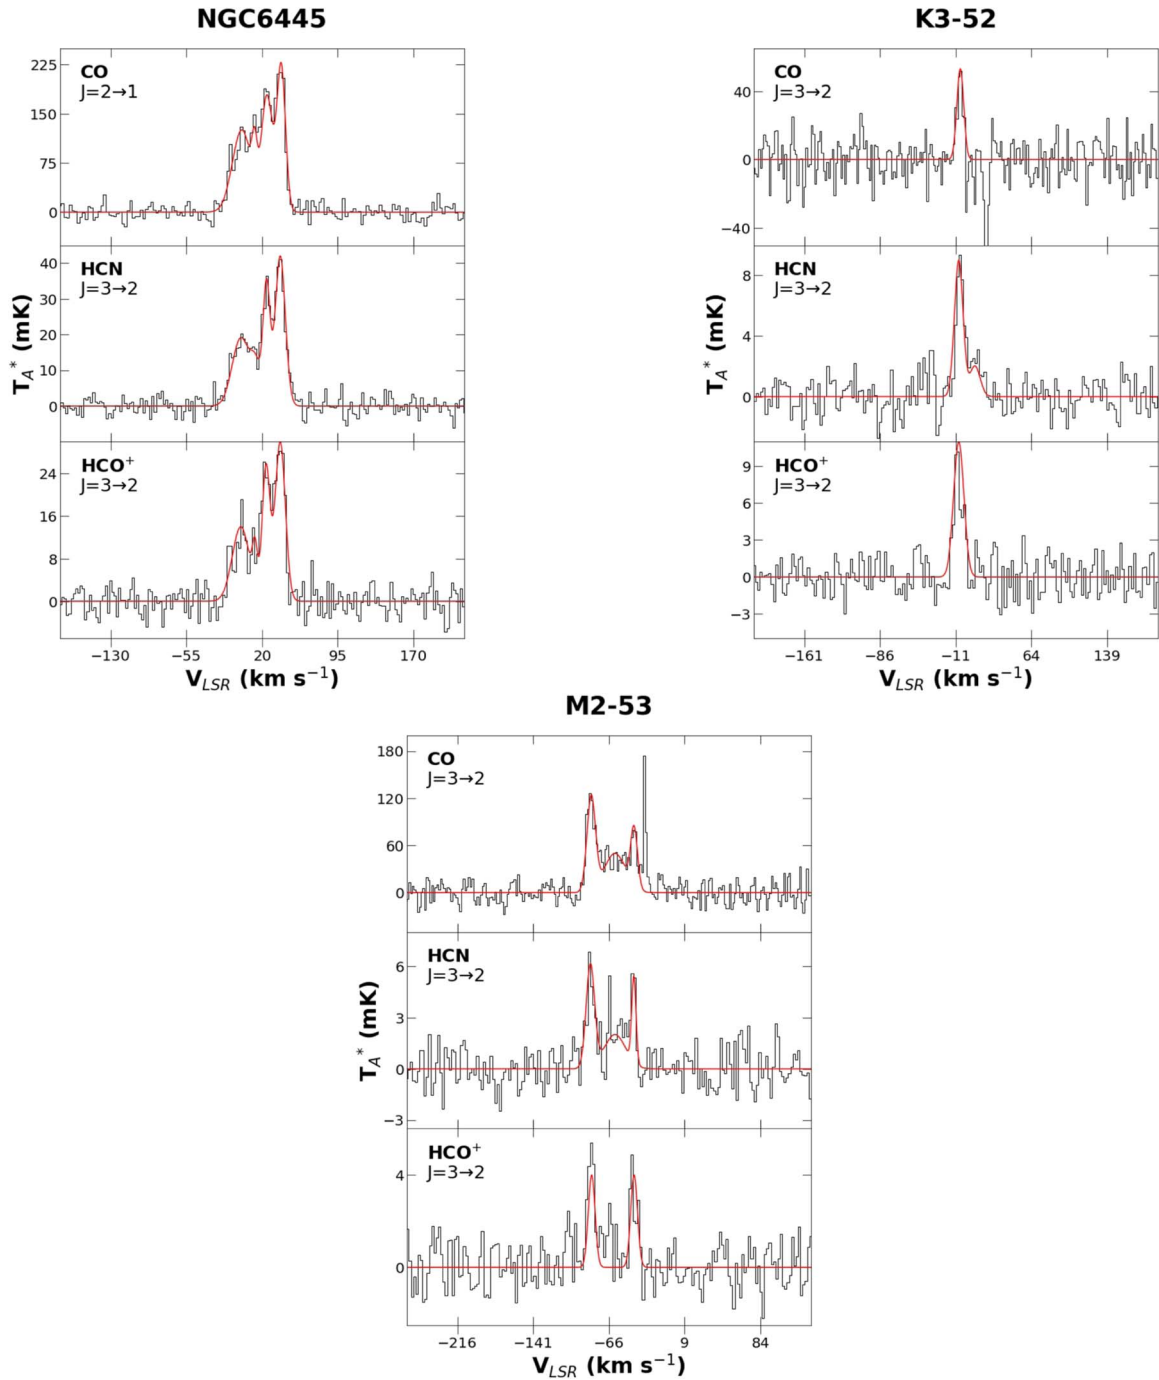 NGC6445
CO
J=2→1
225
150
75
0
HCN
J=3→2
40
30
20
10
0
HCO⁺
J=3→2
24
16
8
0
T_A* (mK)
−130 −55 20 95 170
V_LSR (km s⁻¹)
K3-52
CO
J=3→2
40
0
−40
HCN
J=3→2
8
4
0
HCO⁺
J=3→2
9
6
3
0
−3
T_A* (mK)
−161 −86 −11 64 139
V_LSR (km s⁻¹)
M2-53
CO
J=3→2
180
120
60
0
HCN
J=3→2
6
3
0
−3
HCO⁺
J=3→2
4
0
T_A* (mK)
−216 −141 −66 9 84
V_LSR (km s⁻¹)